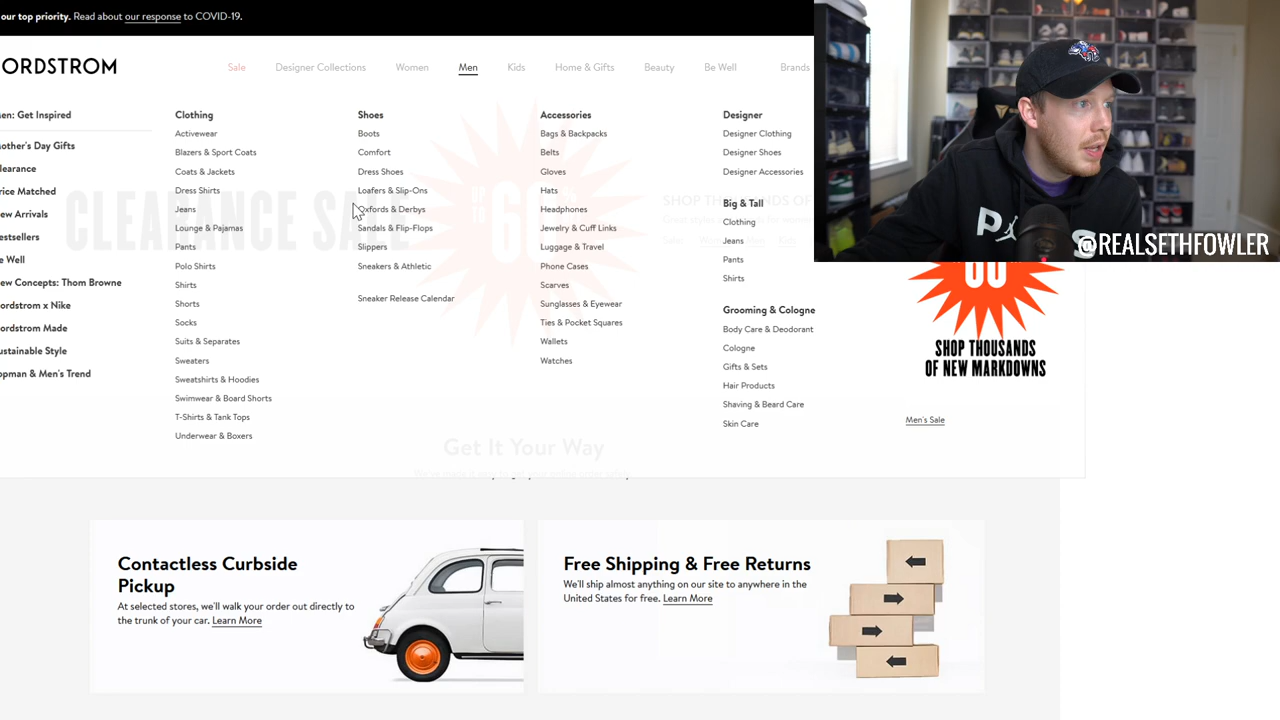 our top priority. Read about our response to COVID-19.
ORDSTROM
Sale
Designer Collections
Women
Men
Kids
Home & Gifts
Beauty
Be Well
Brands
en: Get Inspired
other's Day Gifts
learance
rice Matched
ew Arrivals
estsellers
e Well
ew Concepts: Thom Browne
ordstrom x Nike
ordstrom Made
ustainable Style
opman & Men's Trend
Clothing
Activewear
Blazers & Sport Coats
Coats & Jackets
Dress Shirts
Jeans
Lounge & Pajamas
Pants
Polo Shirts
Shirts
Shorts
Socks
Suits & Separates
Sweaters
Sweatshirts & Hoodies
Swimwear & Board Shorts
T-Shirts & Tank Tops
Underwear & Boxers
Shoes
Boots
Comfort
Dress Shoes
Loafers & Slip-Ons
Oxfords & Derbys
Sandals & Flip-Flops
Slippers
Sneakers & Athletic
Sneaker Release Calendar
Accessories
Bags & Backpacks
Belts
Gloves
Hats
Headphones
Jewelry & Cuff Links
Luggage & Travel
Phone Cases
Scarves
Sunglasses & Eyewear
Ties & Pocket Squares
Wallets
Watches
Designer
Designer Clothing
Designer Shoes
Designer Accessories
Big & Tall
Clothing
Jeans
Pants
Shirts
Grooming & Cologne
Body Care & Deodorant
Cologne
Gifts & Sets
Hair Products
Shaving & Beard Care
Skin Care
CLEARANCE SALE
60%
SHOP THOUSANDS OF
@REALSETHFOWLER
SHOP THOUSANDS
OF NEW MARKDOWNS
Men's Sale
Get It Your Way
Contactless Curbside
Pickup
At selected stores, we'll walk your order out directly to
the trunk of your car. Learn More
Free Shipping & Free Returns
We'll ship almost anything on our site to anywhere in the
United States for free. Learn More